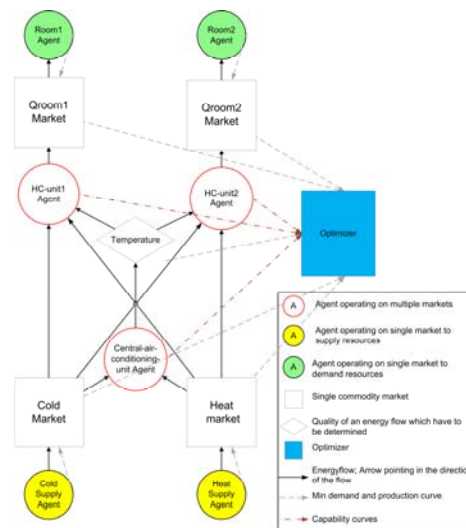 Room1
Agent
Room2
Agent
Qroom1
Market
Qroom2
Market
HC-unit1
Agent
HC-unit2
Agent
Temperature
Optimizer
Central-air-
conditioning-
unit Agent
Cold
Market
Heat
market
Cold
Supply
Agent
Heat
Supply
Agent
A
Agent operating on multiple markets
A
Agent operating on single market to
supply resources
A
Agent operating on single market to
demand resources
Single commodity market
Quality of an energy flow which have to
be determined
Optimizer
Energyflow; Arrow pointing in the direction
of the flow
Min demand and production curve
Capability curves